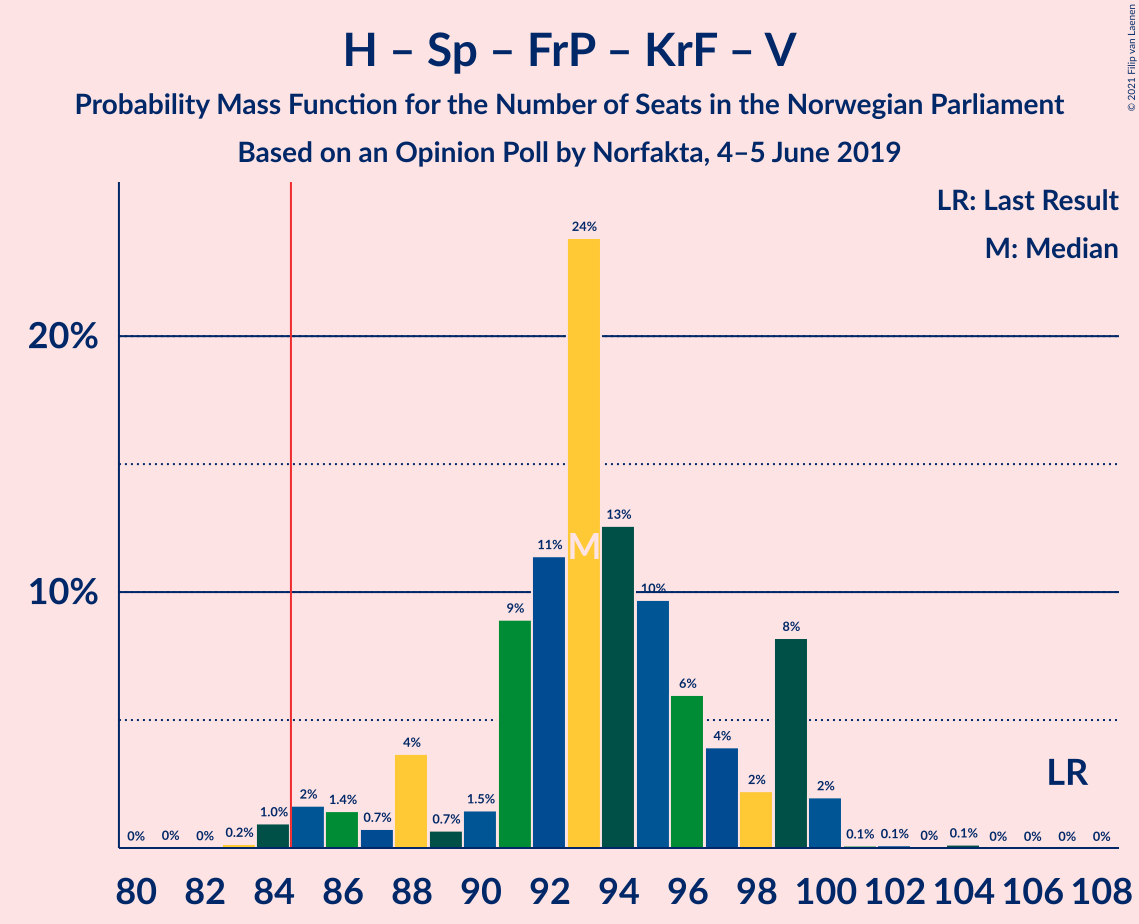 H – Sp – FrP – KrF – V
Probability Mass Function for the Number of Seats in the Norwegian Parliament
Based on an Opinion Poll by Norfakta, 4–5 June 2019
© 2021 Filip van Laenen
LR: Last Result
M: Median
20%
10%
0% 0% 0% 0.2% 1.0% 2% 1.4% 0.7% 4% 0.7% 1.5% 9% 11% 24% 13% 10% 6% 4% 2% 8% 2% 0.1% 0.1% 0% 0.1% 0% 0% 0% 0%
M
LR
80 82 84 86 88 90 92 94 96 98 100 102 104 106 108